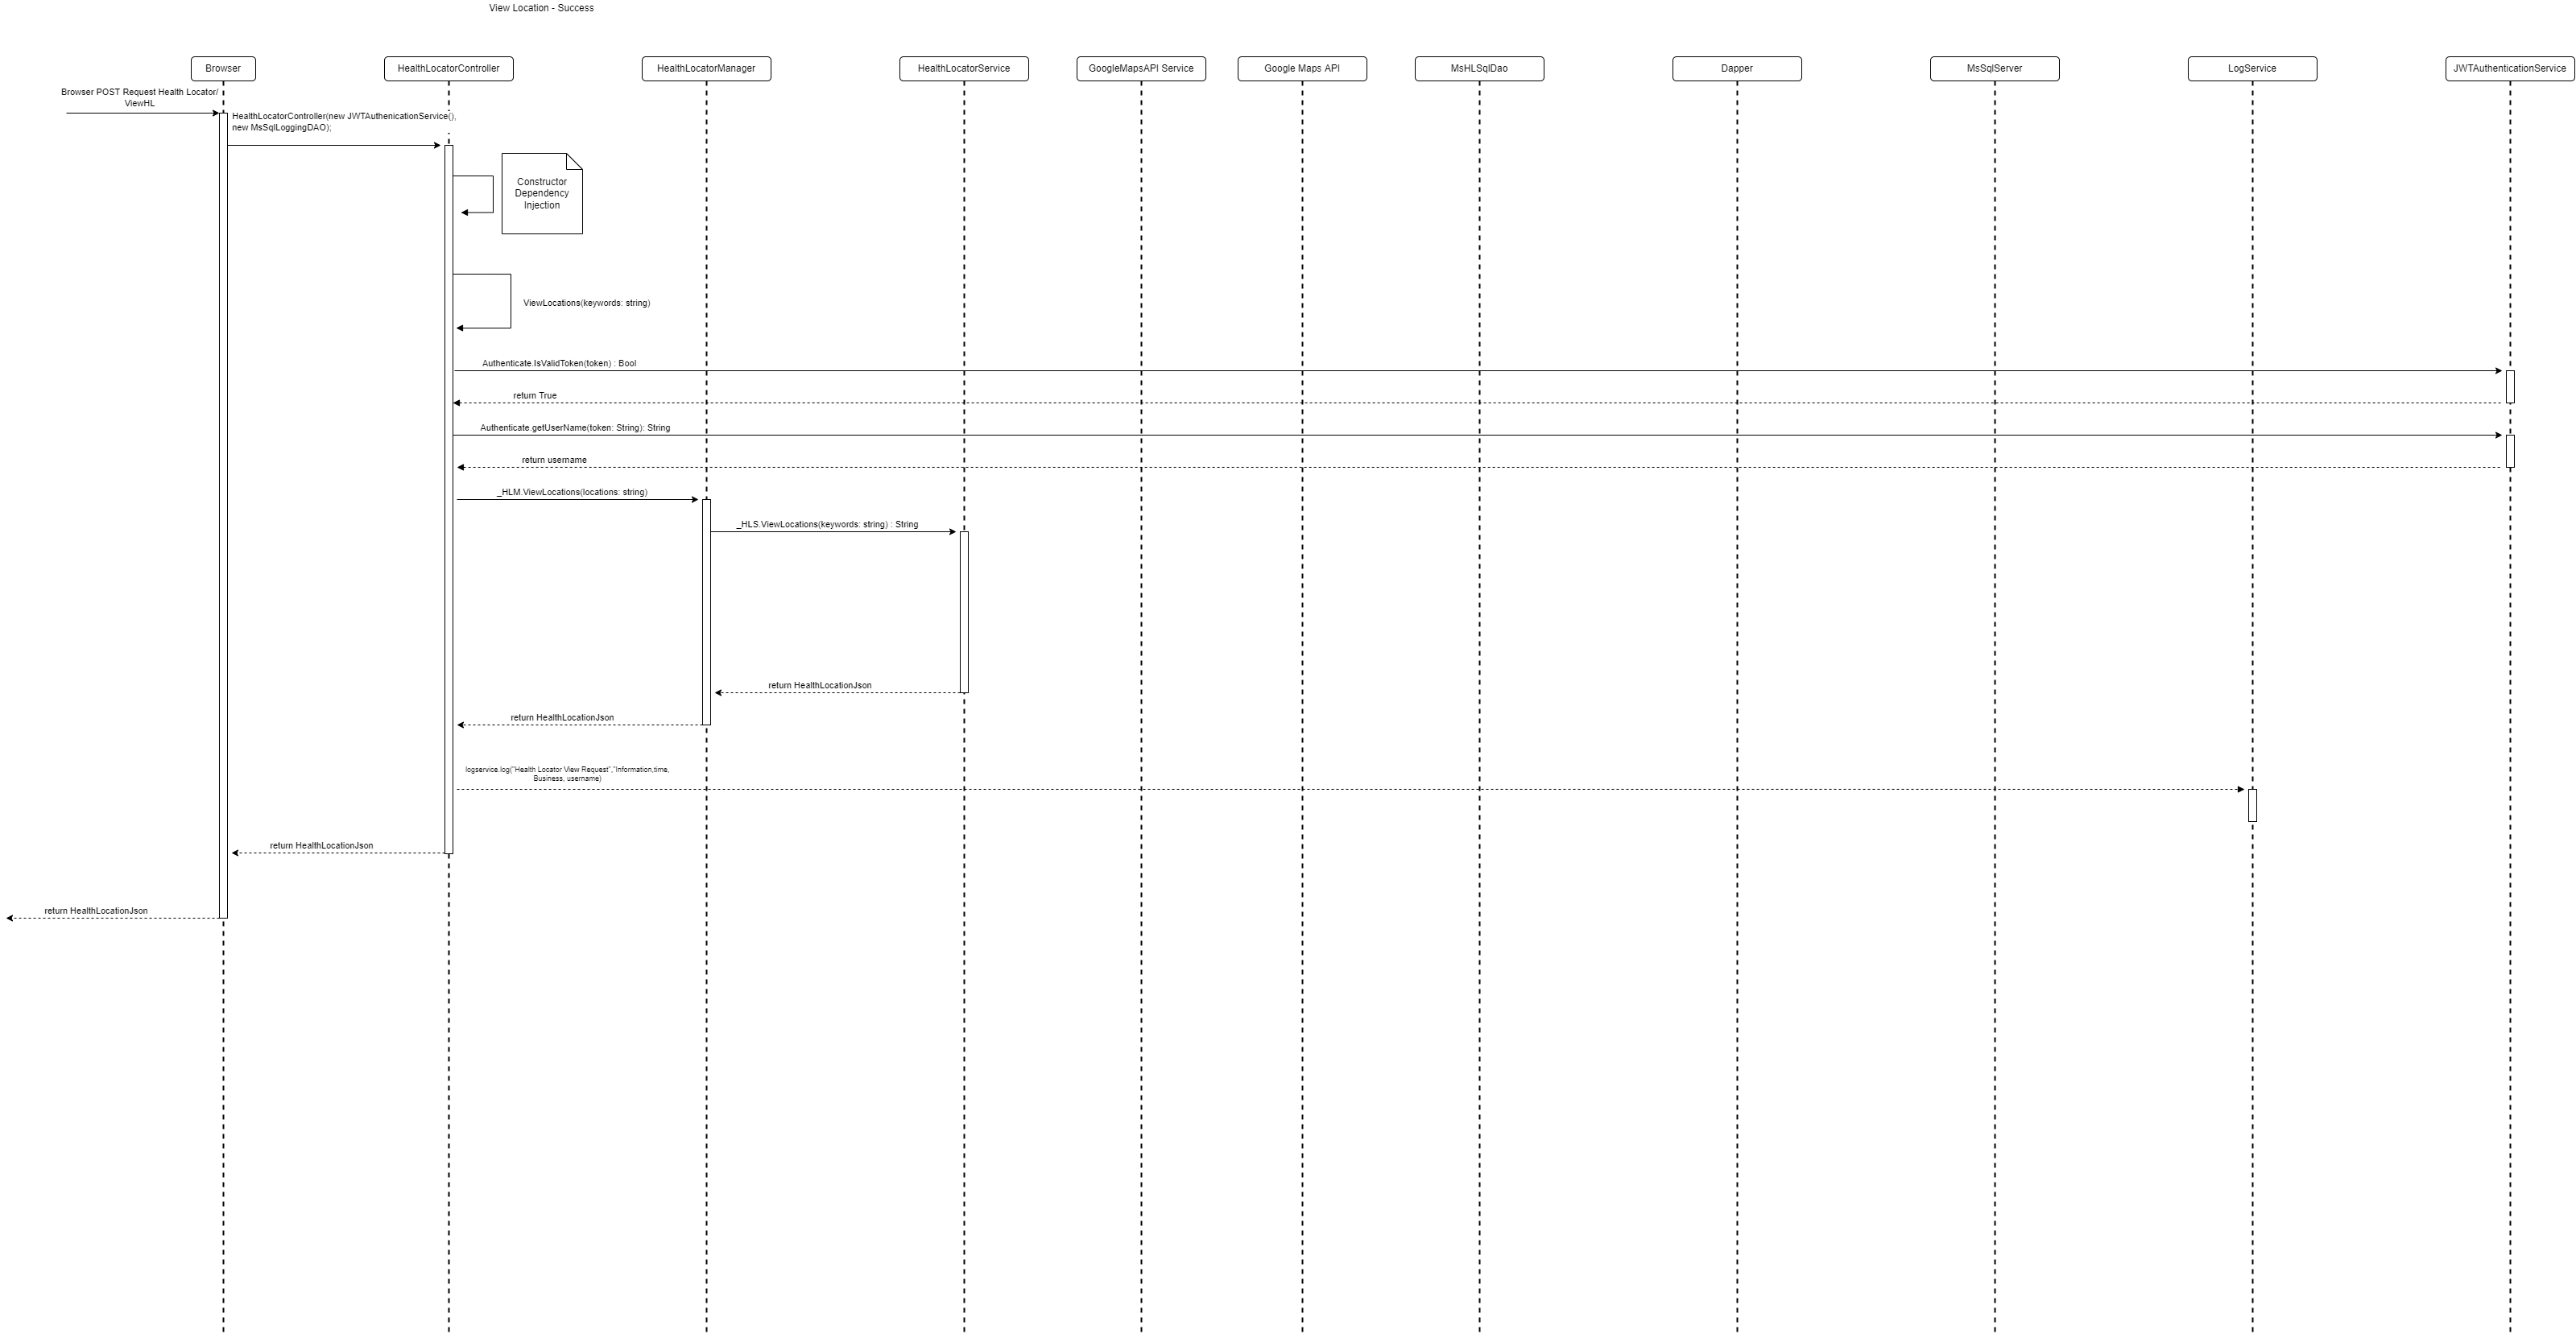 View Location - Success
Browser
HealthLocatorController
HealthLocatorManager
HealthLocatorService
GoogleMapsAPI Service
Google Maps API
MsHLSqlDao
Dapper
MsSqlServer
LogService
JWTAuthenticationService
Browser POST Request Health Locator/
ViewHL
HealthLocatorController(new JWTAuthenicationService(),
new MsSqlLoggingDAO);
Constructor
Dependency
Injection
ViewLocations(keywords: string)
Authenticate.IsValidToken(token) : Bool
return True
Authenticate.getUserName(token: String): String
return username
_HLM.ViewLocations(locations: string)
_HLS.ViewLocations(keywords: string) : String
return HealthLocationJson
return HealthLocationJson
logservice.log("Health Locator View Request","Information,time,
Business, username)
return HealthLocationJson
return HealthLocationJson